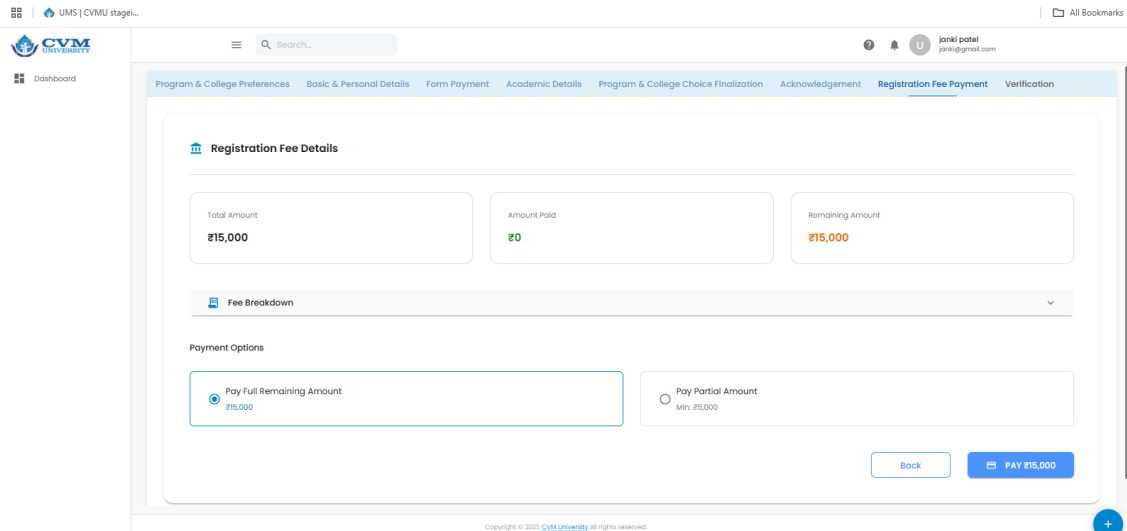 UMS | CVMU stagei...
All Bookmarks
CVM
UNIVERSITY
Search...
U
janki patel
janki@gmail.com
Dashboard
Program & College Preferences Basic & Personal Details Form Payment Academic Details Program & College Choice Finalization Acknowledgement Registration Fee Payment Verification
Registration Fee Details
Total Amount
₹15,000
Amount Paid
₹0
Remaining Amount
₹15,000
Fee Breakdown
Payment Options
Pay Full Remaining Amount
₹15,000
Pay Partial Amount
Min: ₹5,000
Back
PAY ₹15,000
Copyright © 2025 CVM University All rights reserved.